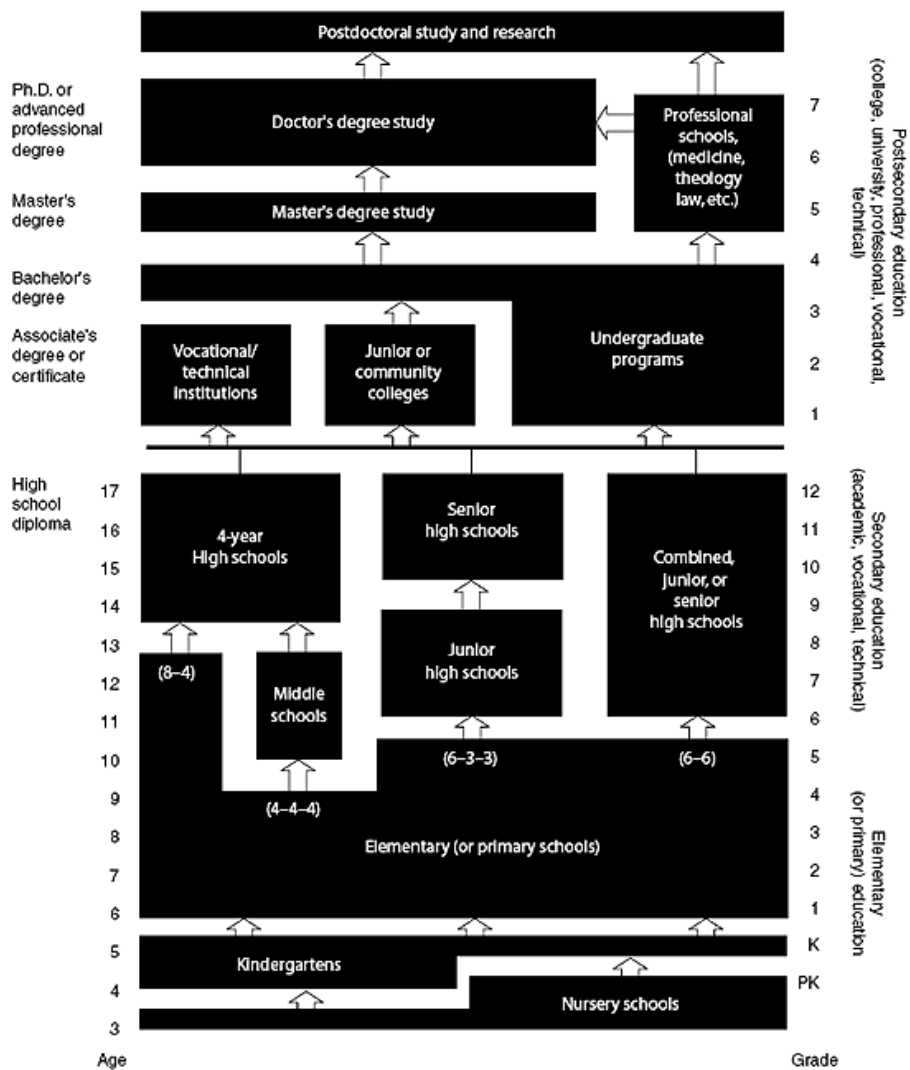 Postdoctoral study and research
Ph.D. or
advanced
professional
degree
Doctor's degree study
Professional
schools,
(medicine,
theology
law, etc.)
7
6
5
Master's
degree
Master's degree study
4
Bachelor's
degree
3
Associate's
degree or
certificate
Vocational/
technical
institutions
Junior or
community
colleges
Undergraduate
programs
2
1
Postsecondary education
(college, university, professional, vocational,
technical)
High
school
diploma
17
16
15
14
13
12
11
10
9
8
7
6
5
4
3
Age
4-year
High schools
Senior
high schools
Combined,
junior, or
senior
high schools
Junior
high schools
(8–4)
Middle
schools
(4–4–4)
(6–3–3)
(6–6)
Elementary (or primary schools)
Kindergartens
Nursery schools
12
11
10
9
8
7
6
5
4
3
2
1
K
PK
Grade
Secondary education
(academic, vocational, technical)
Elementary
(or primary) education